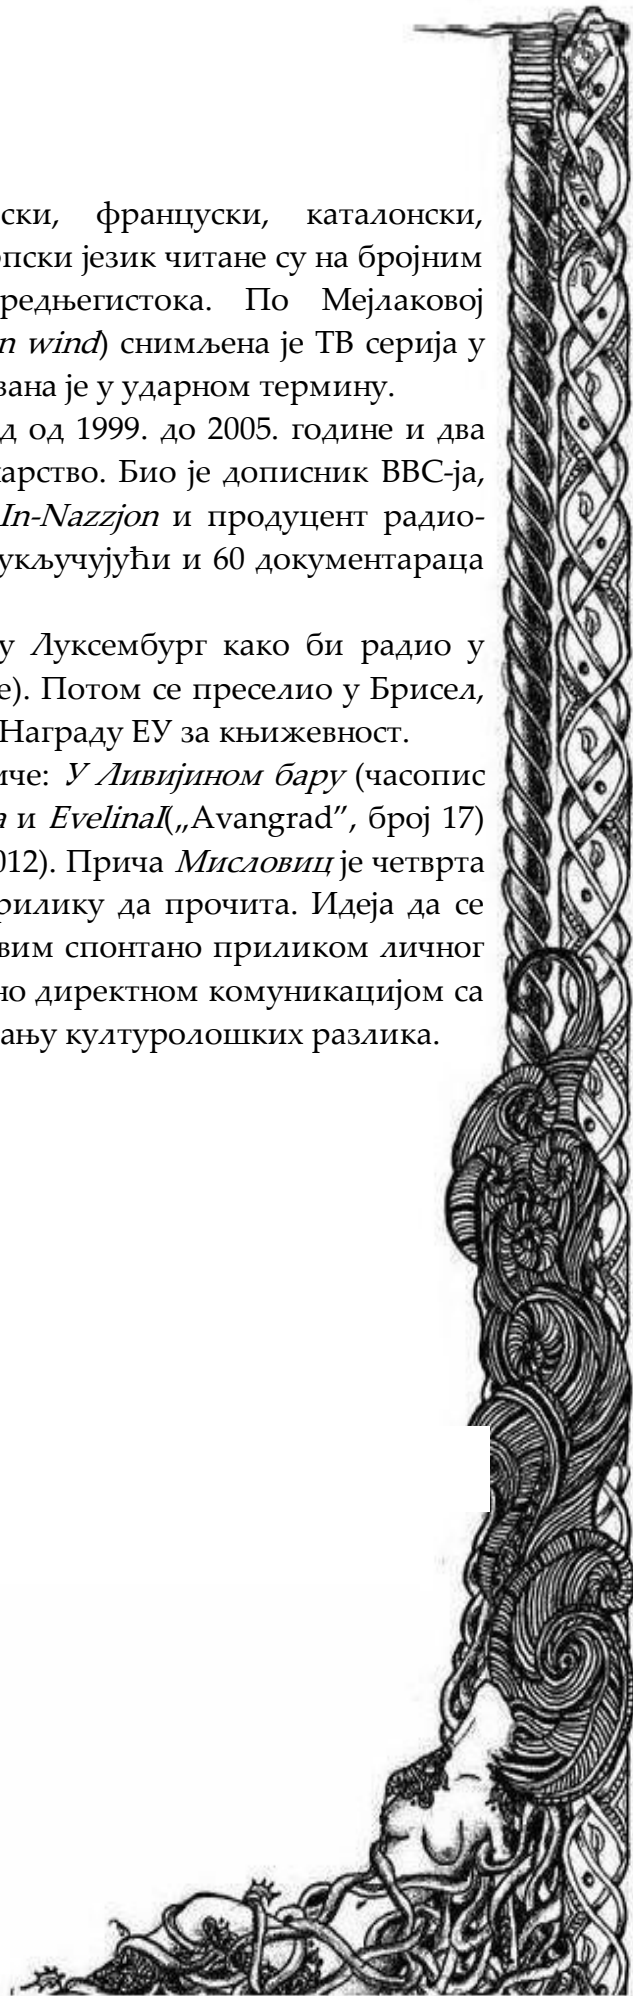 ски, француски, каталонски,
пски језик читане су на бројним
редњегистока. По Мејлаковој
n wind) снимљена је ТВ серија у
вана је у ударном термину.
д од 1999. до 2005. године и два
арство. Био је дописник BBC-ја,
In-Nazzjon и продуцент радио-
укључујући и 60 документараца
у Луксембург како би радио у
е). Потом се преселио у Брисел,
Награду ЕУ за књижевност.
иче: У Ливијином бару (часопис
а и EvelinaI(„Avangrad”, број 17)
012). Прича Мисловиц је четврта
рилику да прочита. Идеја да се
вим спонтано приликом личног
но директном комуникацијом са
ању културолошких разлика.